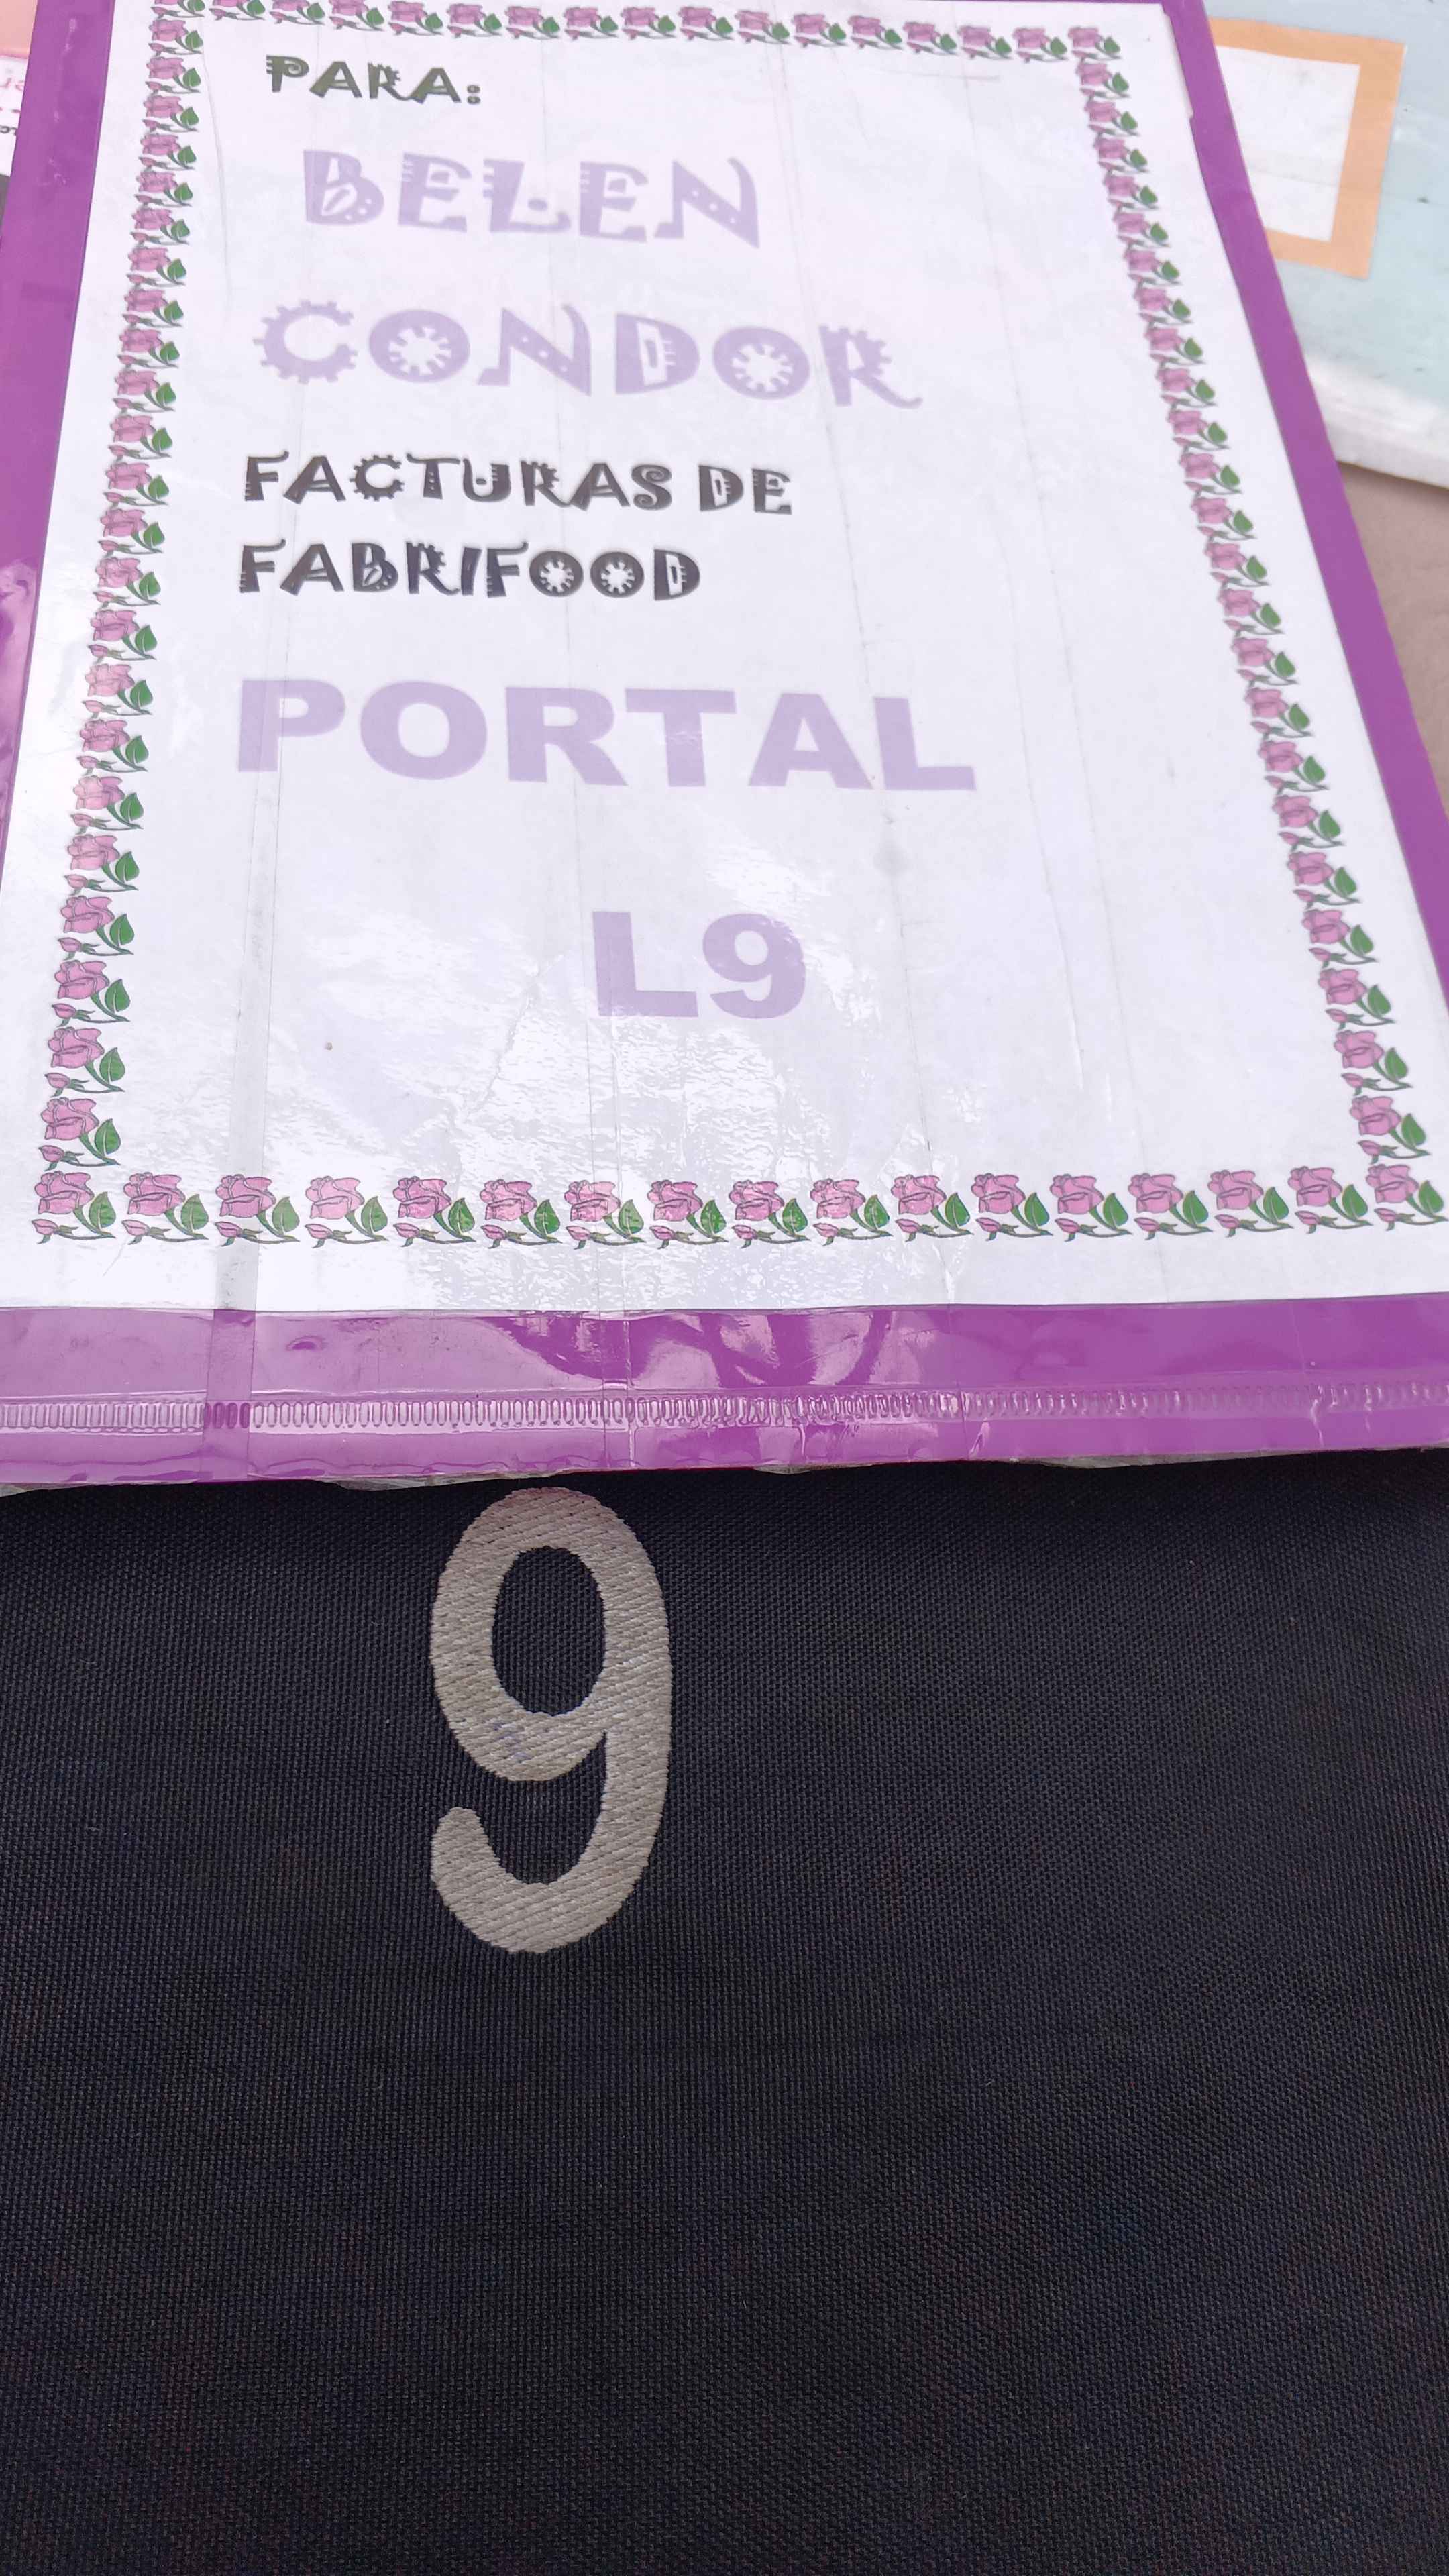 PARA:
BELEN
CONDOR
FACTURAS DE
FABRIFOOD
PORTAL
L9
9